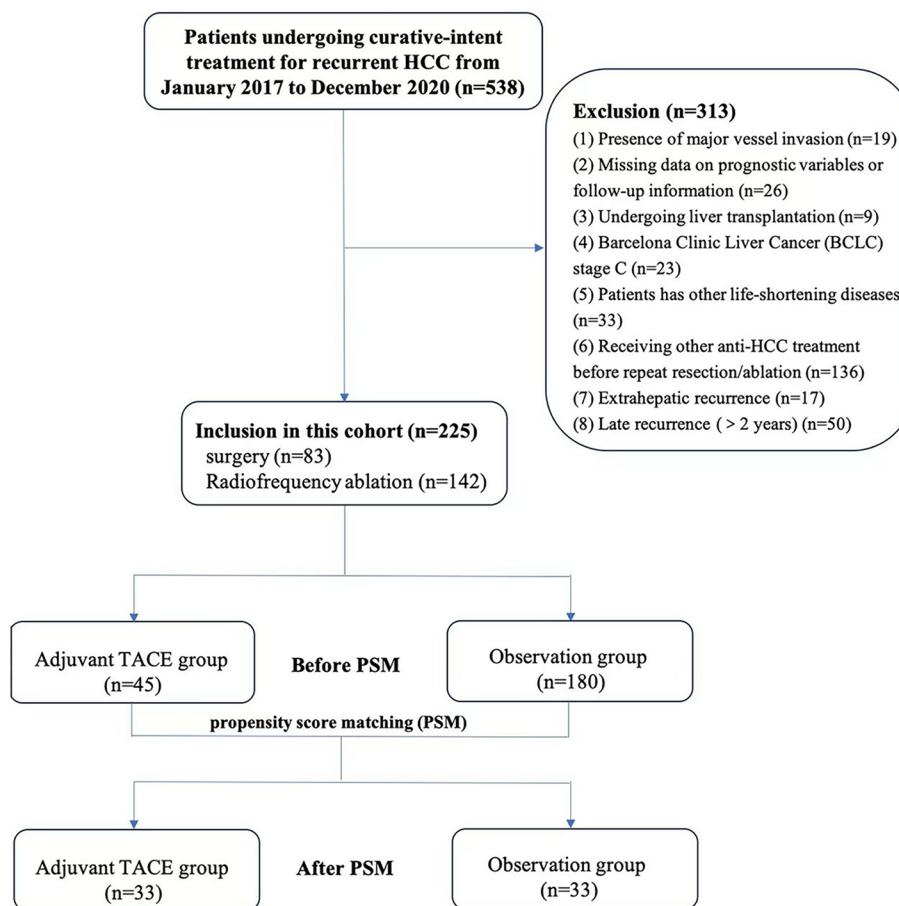 Patients undergoing curative-intent
treatment for recurrent HCC from
January 2017 to December 2020 (n=538)
Exclusion (n=313)
(1) Presence of major vessel invasion (n=19)
(2) Missing data on prognostic variables or
follow-up information (n=26)
(3) Undergoing liver transplantation (n=9)
(4) Barcelona Clinic Liver Cancer (BCLC)
stage C (n=23)
(5) Patients has other life-shortening diseases
(n=33)
(6) Receiving other anti-HCC treatment
before repeat resection/ablation (n=136)
(7) Extrahepatic recurrence (n=17)
(8) Late recurrence ( > 2 years) (n=50)
Inclusion in this cohort (n=225)
surgery (n=83)
Radiofrequency ablation (n=142)
Adjuvant TACE group
(n=45)
Before PSM
Observation group
(n=180)
propensity score matching (PSM)
Adjuvant TACE group
(n=33)
After PSM
Observation group
(n=33)